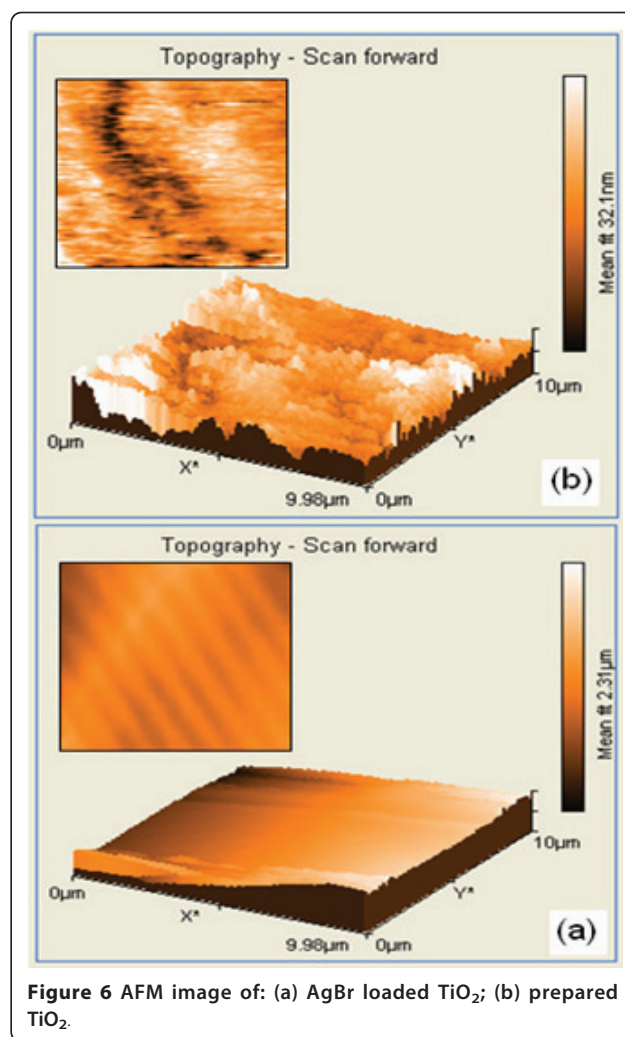 Topography - Scan forward
Mean fit 32.1nm
0µm
X*
9.98µm
0µm
Y*
10µm
(b)
Topography - Scan forward
Mean fit 2.31µm
0µm
X*
9.98µm
0µm
Y*
10µm
(a)
Figure 6 AFM image of: (a) AgBr loaded TiO₂; (b) prepared
TiO₂.